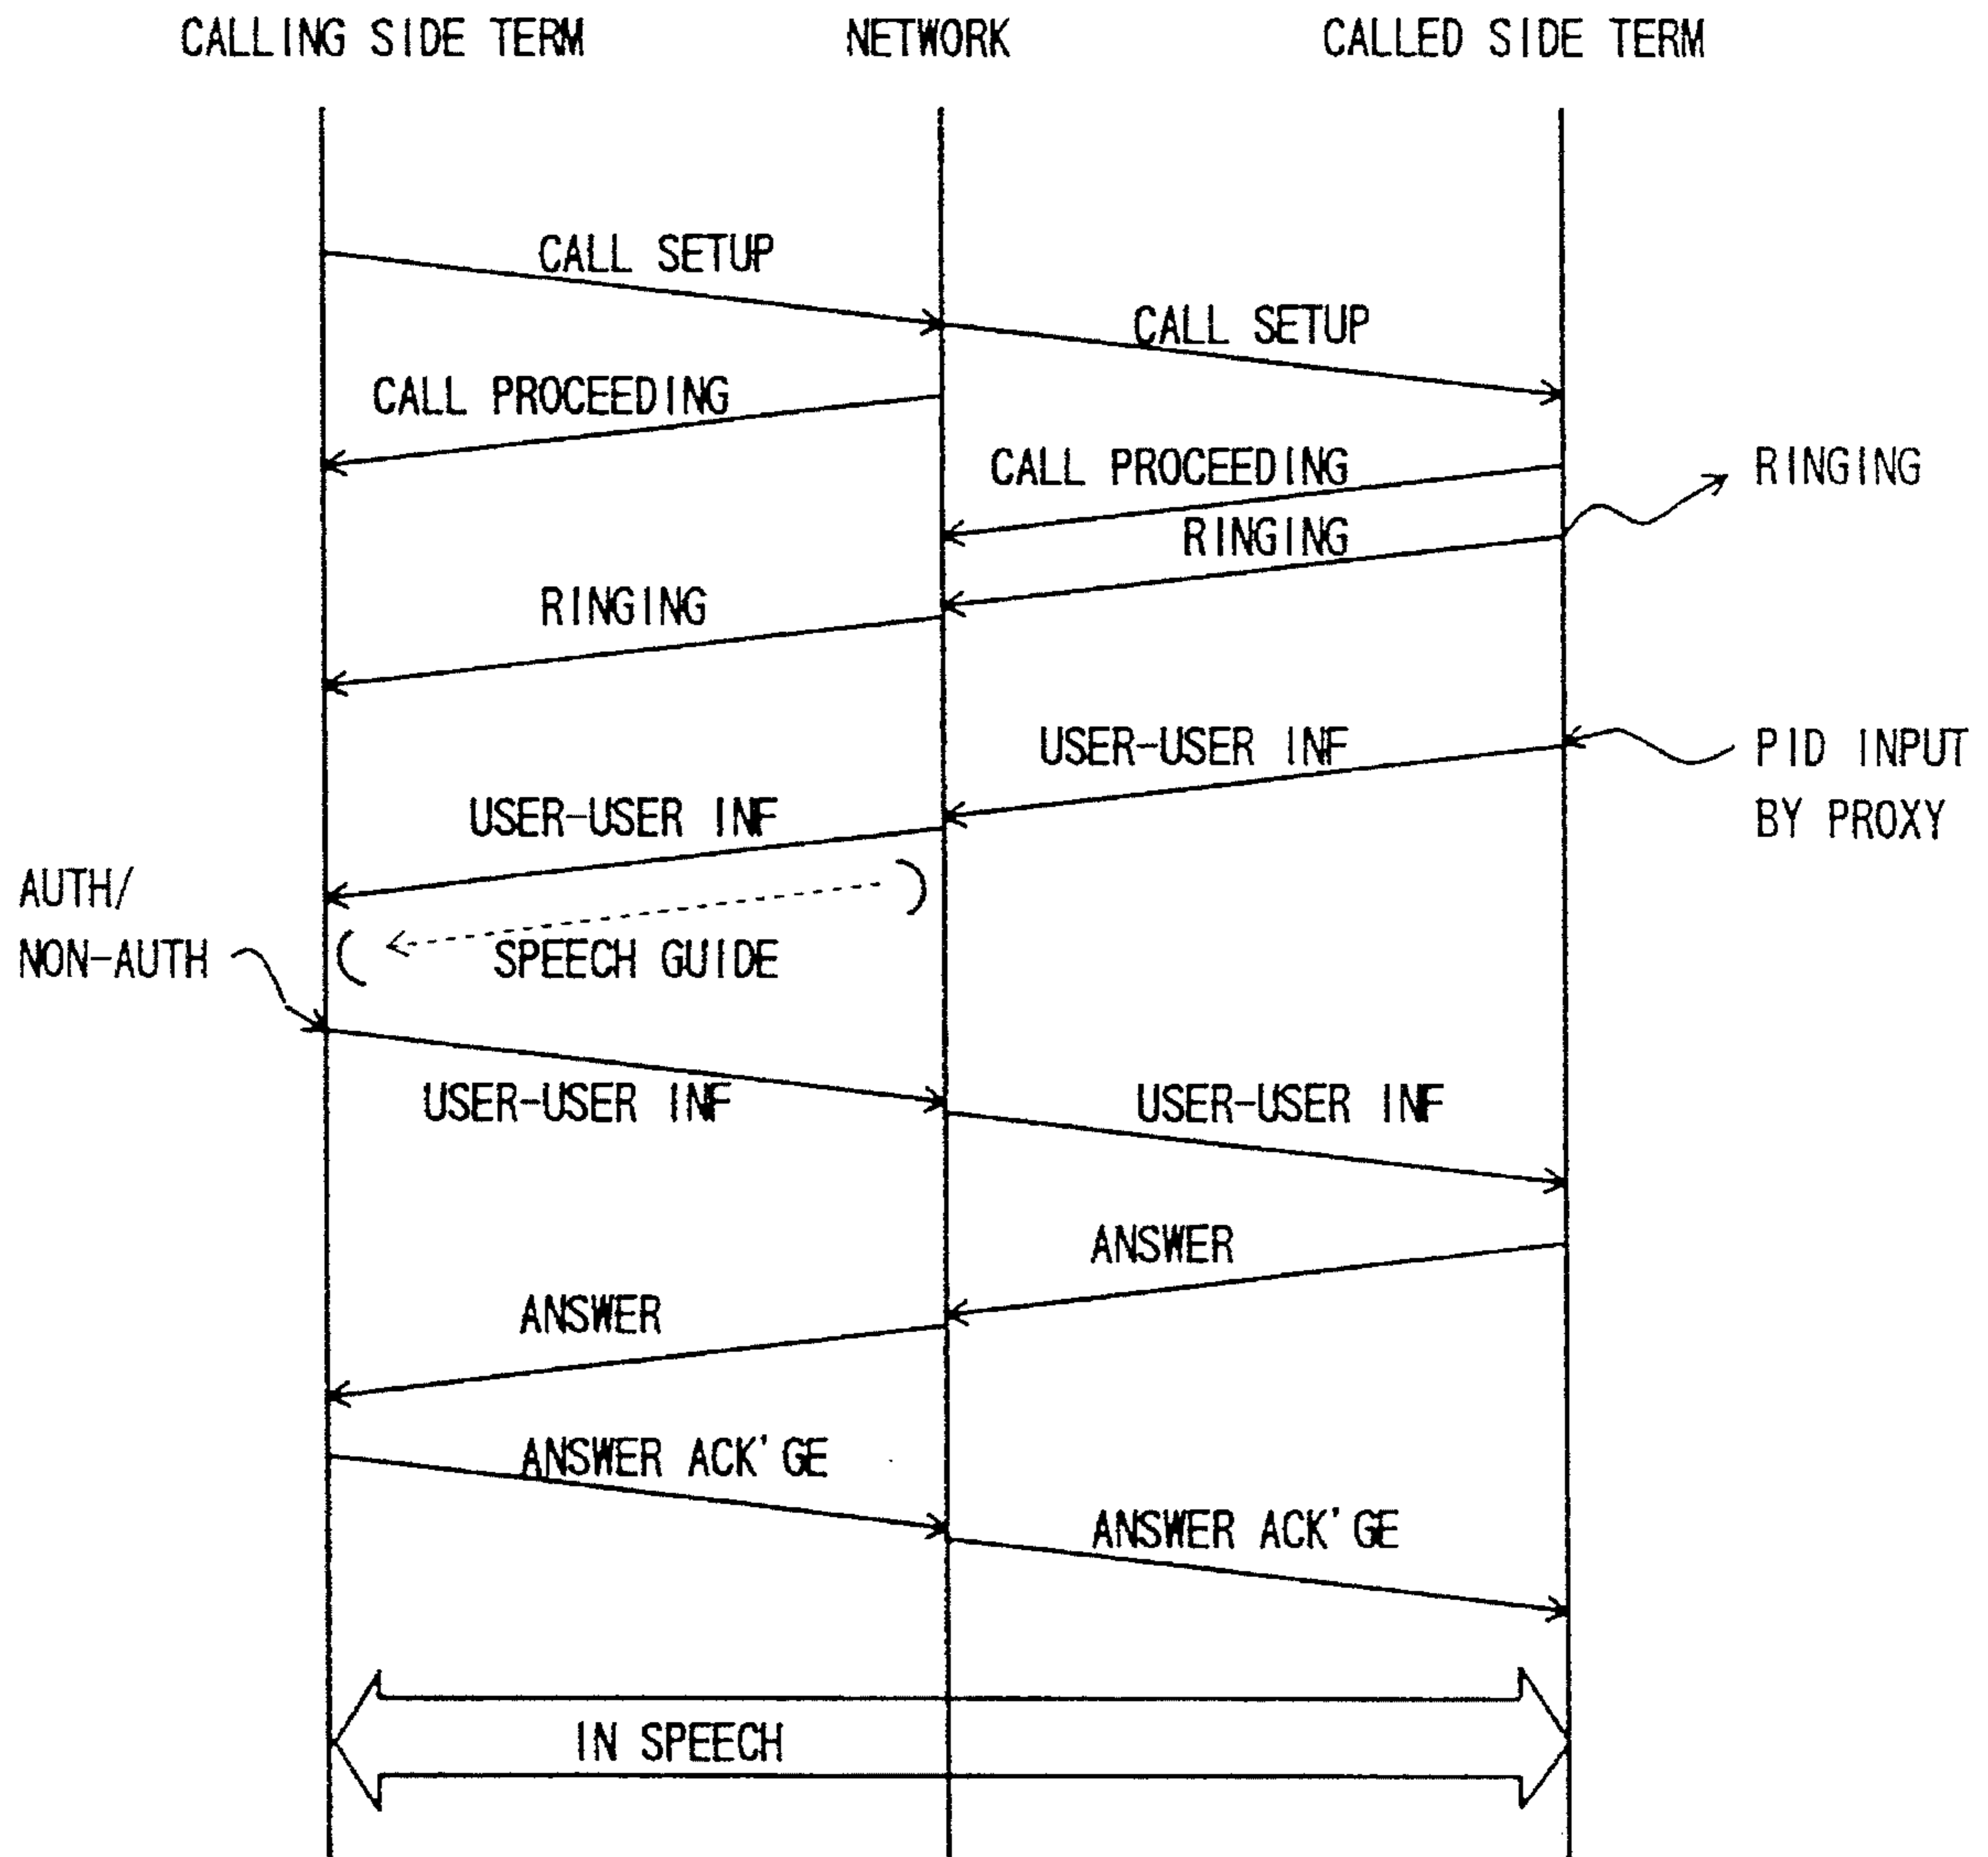 CALLING SIDE TERM
NETWORK
CALLED SIDE TERM
CALL SETUP
CALL SETUP
CALL PROCEEDING
CALL PROCEEDING
RINGING
RINGING
RINGING
USER-USER INF
PID INPUT
BY PROXY
USER-USER INF
AUTH/
NON-AUTH
SPEECH GUIDE
USER-USER INF
USER-USER INF
ANSWER
ANSWER
ANSWER ACK'GE
ANSWER ACK'GE
IN SPEECH